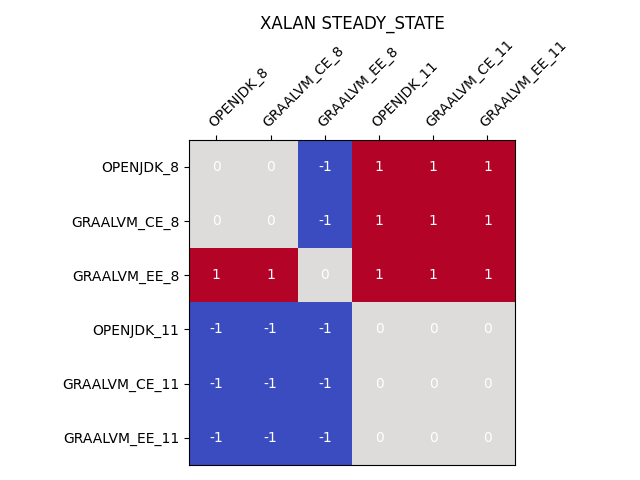 XALAN STEADY_STATE
OPENJDK_8 GRAALVM_CE_8 GRAALVM_EE_8 OPENJDK_11 GRAALVM_CE_11 GRAALVM_EE_11
OPENJDK_8 0 0 -1 1 1 1
GRAALVM_CE_8 0 0 -1 1 1 1
GRAALVM_EE_8 1 1 0 1 1 1
OPENJDK_11 -1 -1 -1 0 0 0
GRAALVM_CE_11 -1 -1 -1 0 0 0
GRAALVM_EE_11 -1 -1 -1 0 0 0